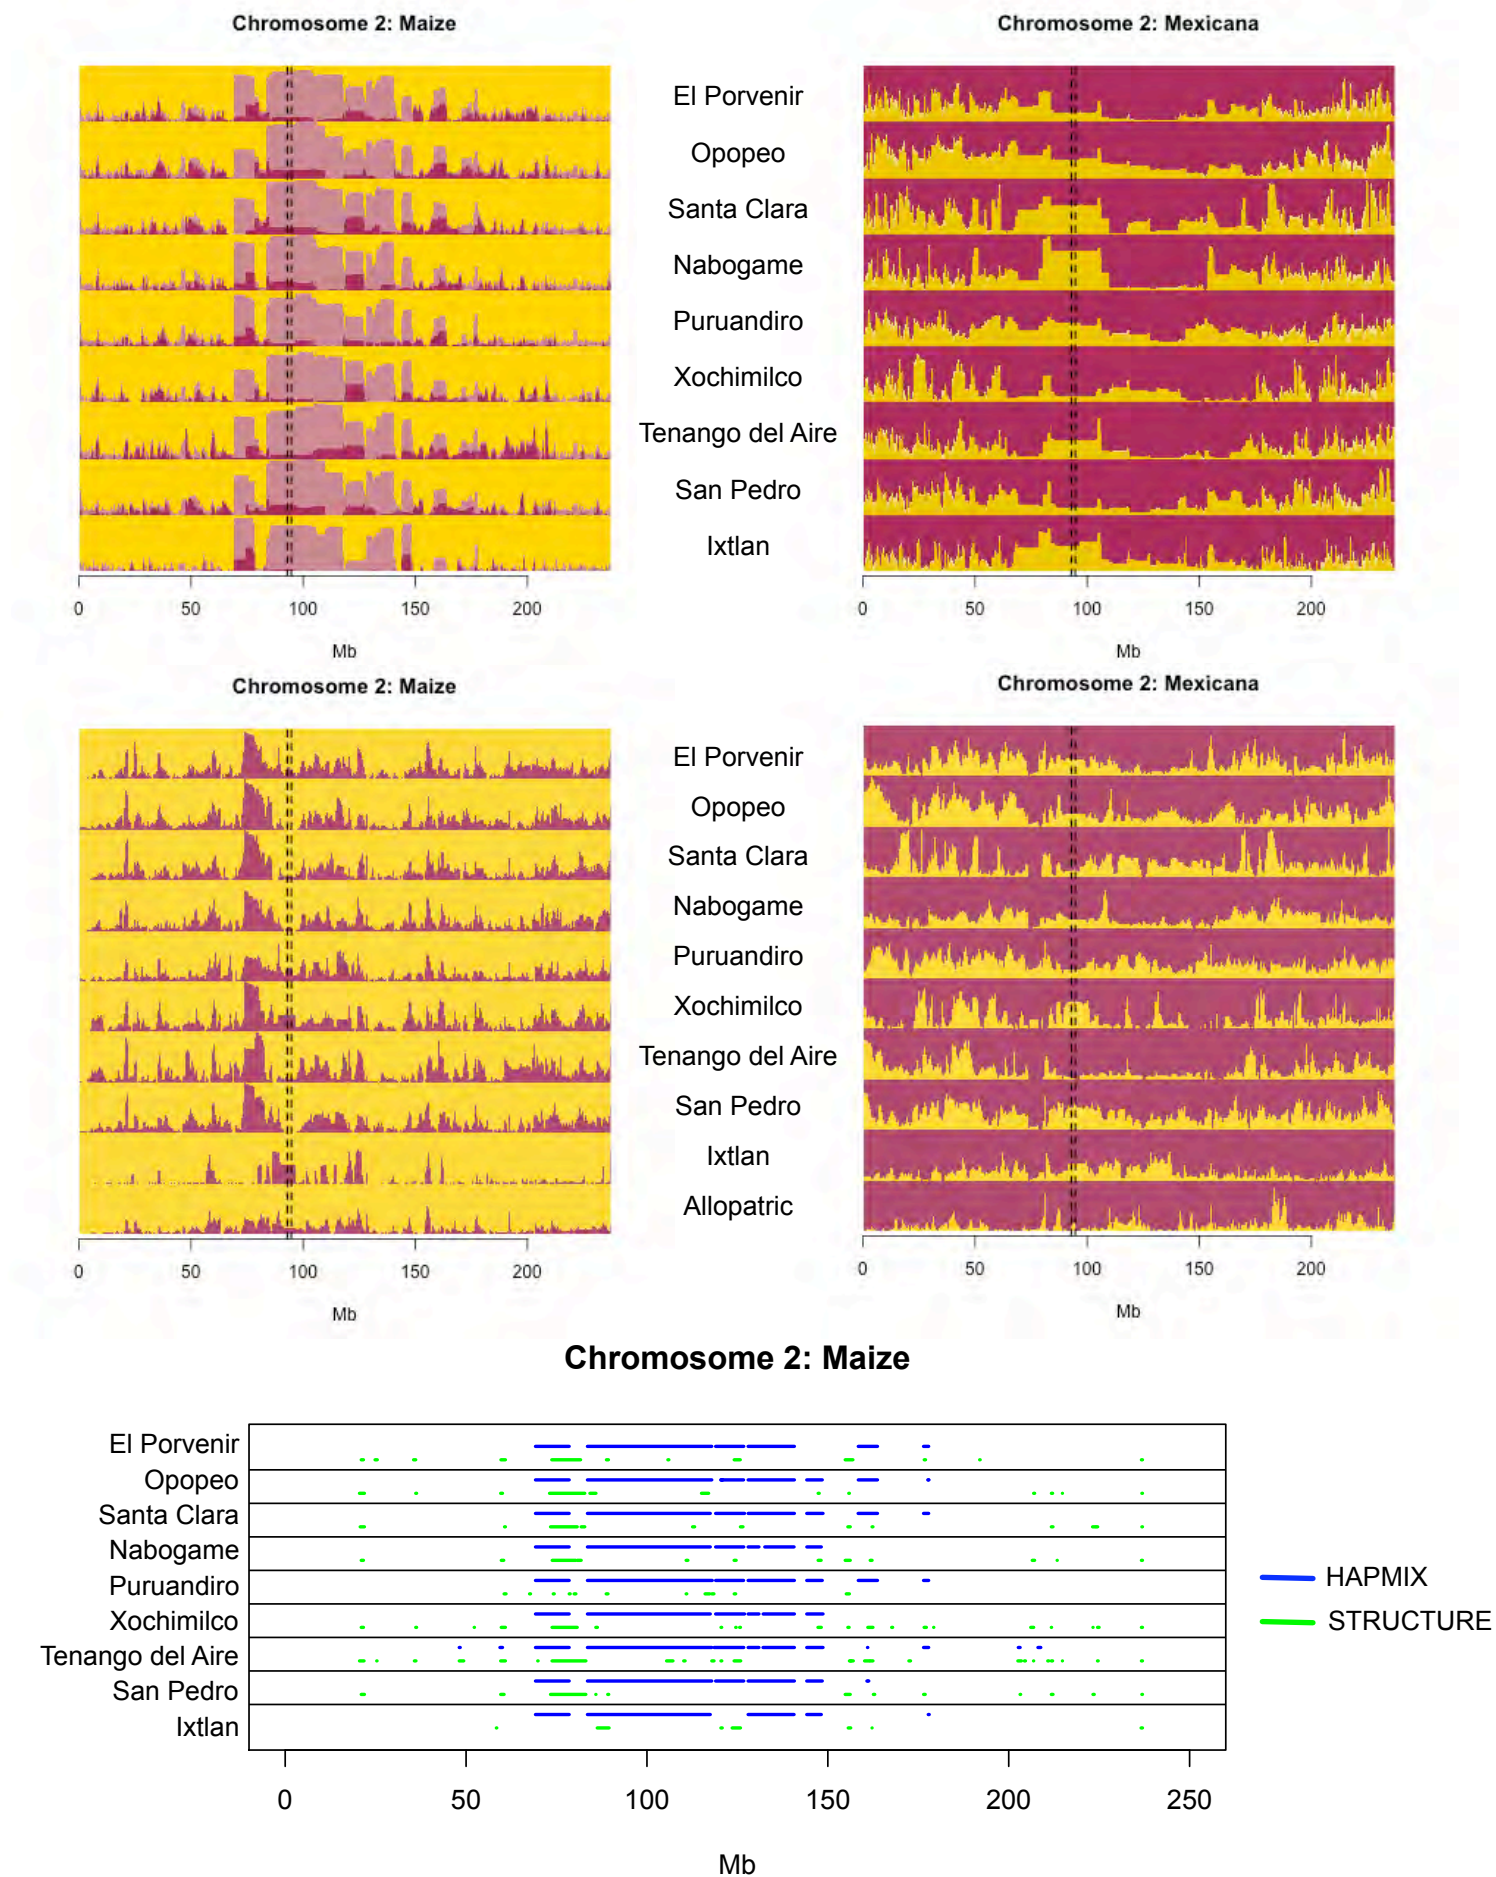 Chromosome 2: Maize
Chromosome 2: Mexicana
El Porvenir
Opopeo
Santa Clara
Nabogame
Puruandiro
Xochimilco
Tenango del Aire
San Pedro
Ixtlan
0 50 100 150 200
0 50 100 150 200
Mb
Mb
Chromosome 2: Maize
Chromosome 2: Mexicana
El Porvenir
Opopeo
Santa Clara
Nabogame
Puruandiro
Xochimilco
Tenango del Aire
San Pedro
Ixtlan
Allopatric
0 50 100 150 200
0 50 100 150 200
Mb
Mb
Chromosome 2: Maize
El Porvenir
Opopeo
Santa Clara
Nabogame
Puruandiro
Xochimilco
Tenango del Aire
San Pedro
Ixtlan
HAPMIX
STRUCTURE
0 50 100 150 200 250
Mb